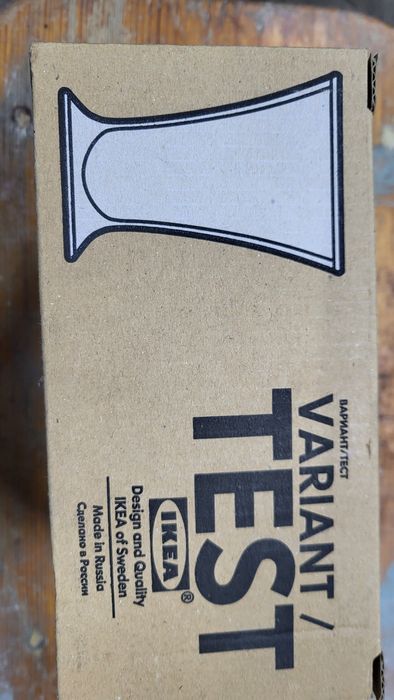 ВАРИАНТ/ТЕСТ
VARIANT /
TEST
IKEA®
Design and Quality
IKEA of Sweden
Made in Russia
Сделано в России